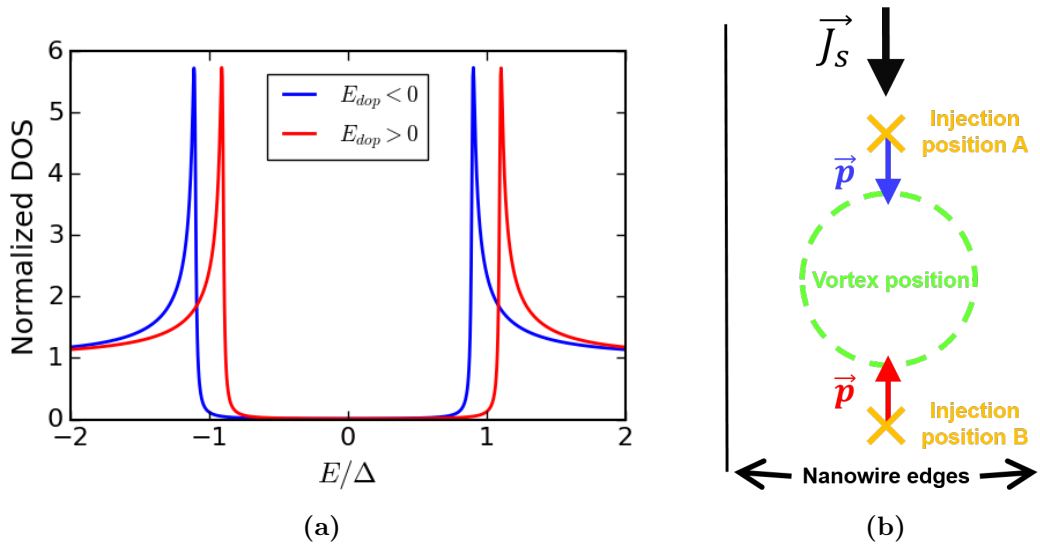 6
5
4
3
2
1
0
Normalized DOS
E_dop < 0
E_dop > 0
−2
−1
0
1
2
E/Δ
(a)
J_s
Injection
position A
p
Vortex position
p
Injection
position B
Nanowire edges
(b)